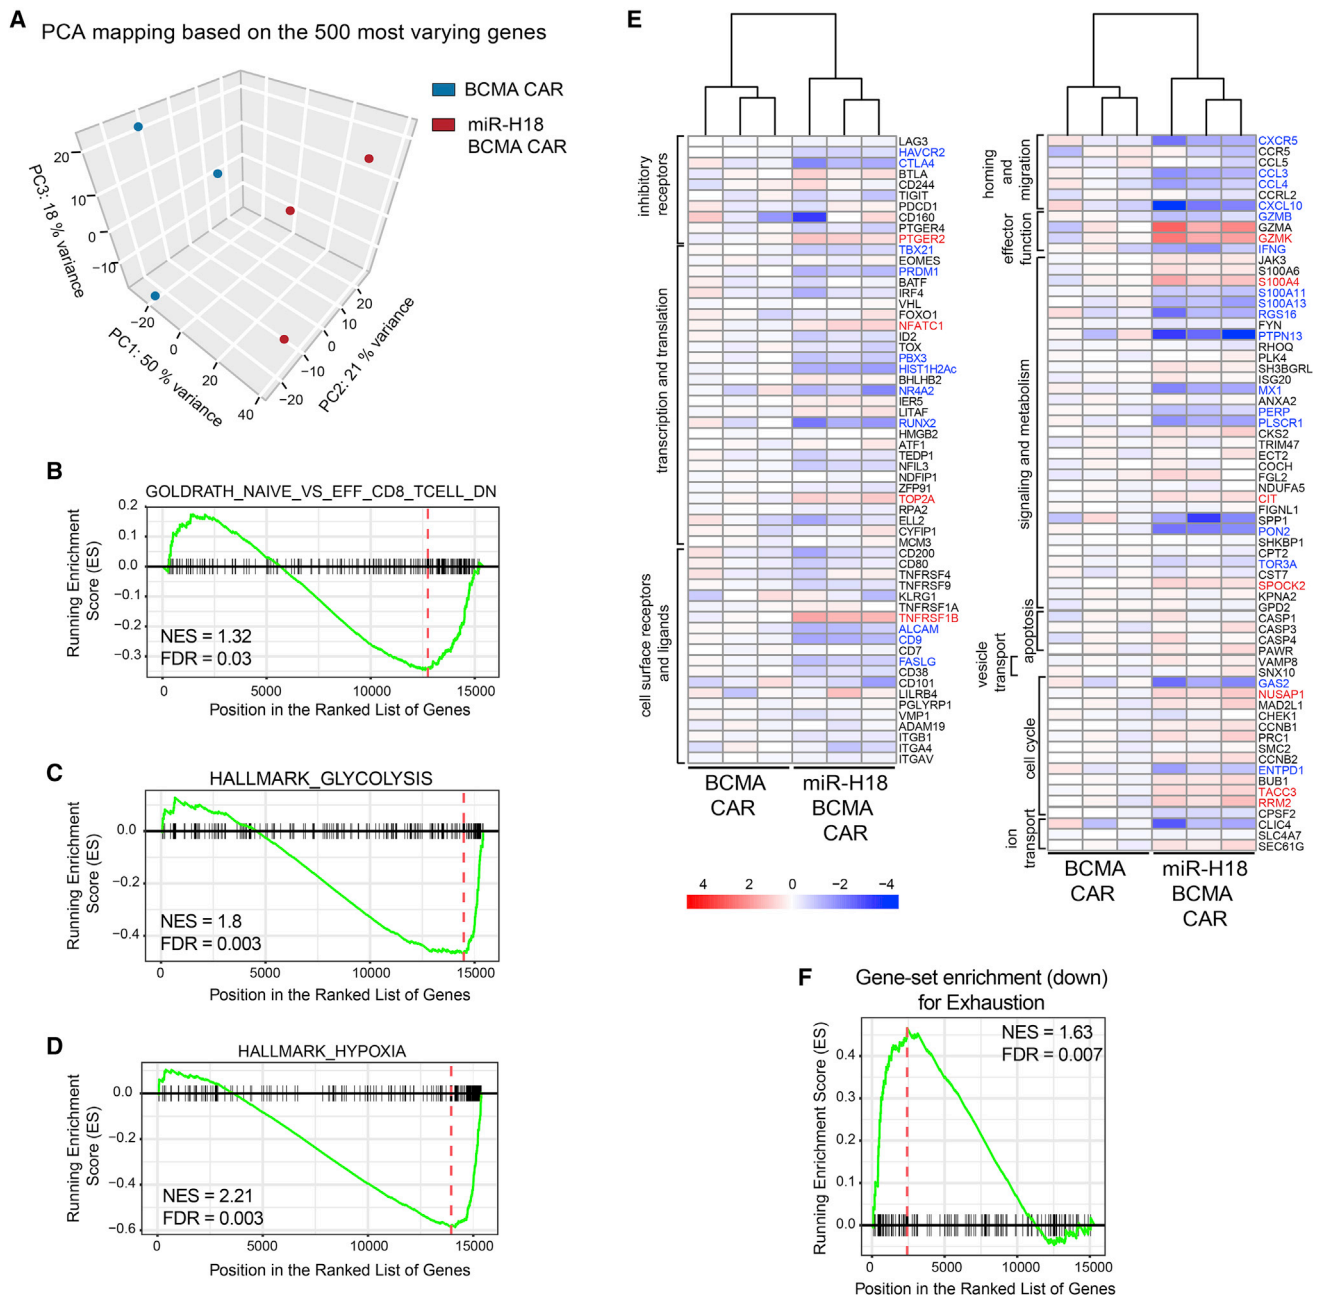 A
PCA mapping based on the 500 most varying genes
BCMA CAR
miR-H18
BCMA CAR
PC3: 18 % variance
20
10
0
−10
PC1: 50 % variance
−20
0
20
40
PC2: 21 % variance
−20
−10
0
10
20
B
GOLDRATH_NAIVE_VS_EFF_CD8_TCELL_DN
Running Enrichment
Score (ES)
0.2
0.1
0.0
−0.1
−0.2
−0.3
NES = 1.32
FDR = 0.03
0 5000 10000 15000
Position in the Ranked List of Genes
C
HALLMARK_GLYCOLYSIS
Running Enrichment
Score (ES)
0.0
−0.2
−0.4
NES = 1.8
FDR = 0.003
0 5000 10000 15000
Position in the Ranked List of Genes
D
HALLMARK_HYPOXIA
Running Enrichment
Score (ES)
0.0
−0.2
−0.4
−0.6
NES = 2.21
FDR = 0.003
0 5000 10000 15000
Position in the Ranked List of Genes
E
inhibitory
receptors
LAG3
HAVCR2
CTLA4
BTLA
CD244
TIGIT
PDCD1
CD160
PTGER4
PTGER2
transcription and translation
TBX21
EOMES
PRDM1
BATF
IRF4
VHL
FOXO1
NFATC1
ID2
TOX
PBX3
HIST1H2Ac
BHLHB2
NR4A2
IER5
LITAF
RUNX2
HMGB2
ATF1
TEDP1
NFIL3
NDFIP1
ZFP91
TOP2A
RPA2
ELL2
CYFIP1
MCM3
cell surface receptors
and ligands
CD200
CD80
TNFRSF4
TNFRSF9
KLRG1
TNFRSF1A
TNFRSF1B
ALCAM
CD9
CD7
FASLG
CD38
CD101
LILRB4
PGLYRP1
VMP1
ADAM19
ITGB1
ITGA4
ITGAV
BCMA
CAR
miR-H18
BCMA
CAR
4 2 0 −2 −4
homing
and
migration
CXCR5
CCR5
CCL5
CCL3
CCL4
CCRL2
CXCL10
effector
function
GZMB
GZMA
GZMK
IFNG
signaling and metabolism
JAK3
S100A6
S100A4
S100A11
S100A13
RGS16
FYN
PTPN13
RHOQ
PLK4
SH3BGRL
ISG20
MX1
ANXA2
PERP
PLSCR1
CKS2
TRIM47
ECT2
COCH
FGL2
NDUFA5
CIT
FIGNL1
SPP1
PON2
SHKBP1
CPT2
TOR3A
CST7
SPOCK2
KPNA2
GPD2
apoptosis
CASP1
CASP3
CASP4
PAWR
vesicle
transport
VAMP8
SNX10
cell cycle
GAS2
NUSAP1
MAD2L1
CHEK1
CCNB1
PRC1
SMC2
CCNB2
ENTPD1
BUB1
TACC3
RRM2
CPSF2
ion
transport
CLIC4
SLC4A7
SEC61G
BCMA
CAR
miR-H18
BCMA
CAR
F
Gene-set enrichment (down)
for Exhaustion
Running Enrichment Score (ES)
0.4
0.3
0.2
0.1
0.0
NES = 1.63
FDR = 0.007
0 5000 10000 15000
Position in the Ranked List of Genes